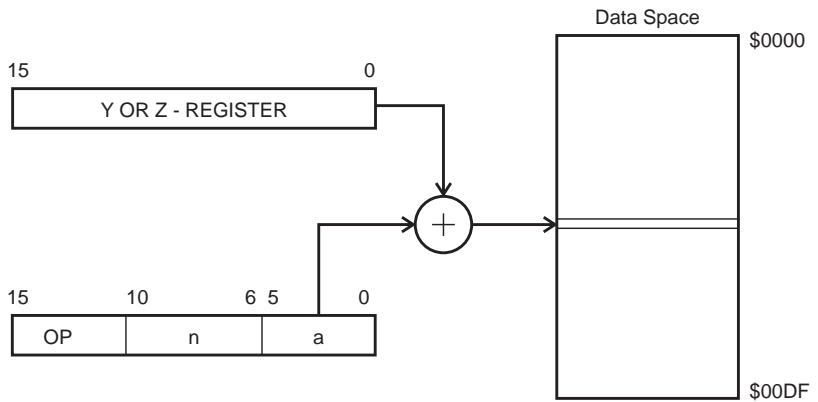 Data Space
$0000
15 0
Y OR Z - REGISTER
+
15 10 6 5 0
OP n a
$00DF